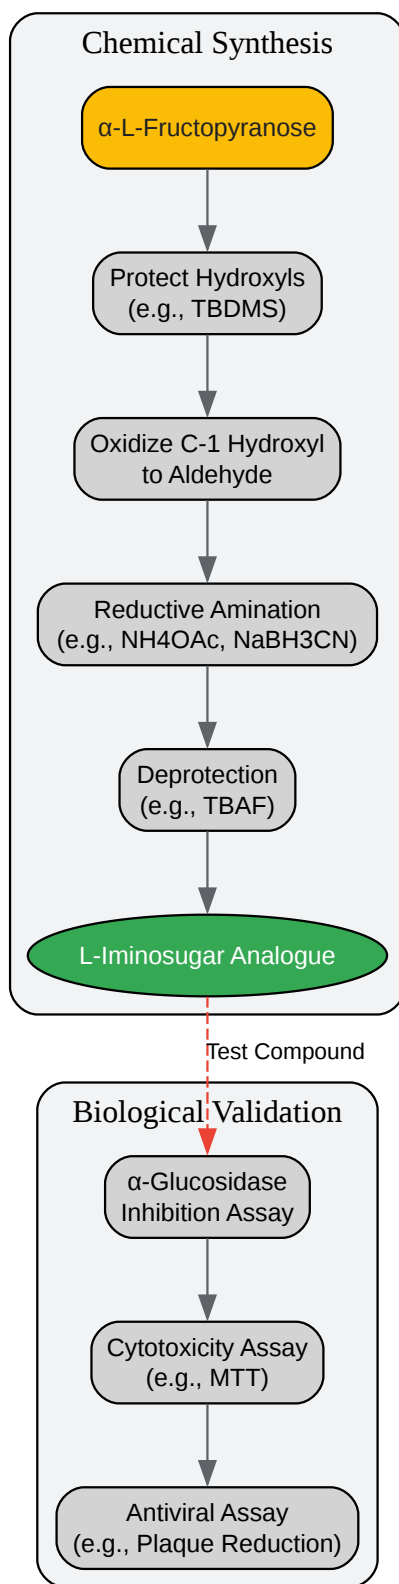 Chemical Synthesis
α-L-Fructopyranose
Protect Hydroxyls
(e.g., TBDMS)
Oxidize C-1 Hydroxyl
to Aldehyde
Reductive Amination
(e.g., NH4OAc, NaBH3CN)
Deprotection
(e.g., TBAF)
L-Iminosugar Analogue
Test Compound
Biological Validation
α-Glucosidase
Inhibition Assay
Cytotoxicity Assay
(e.g., MTT)
Antiviral Assay
(e.g., Plaque Reduction)